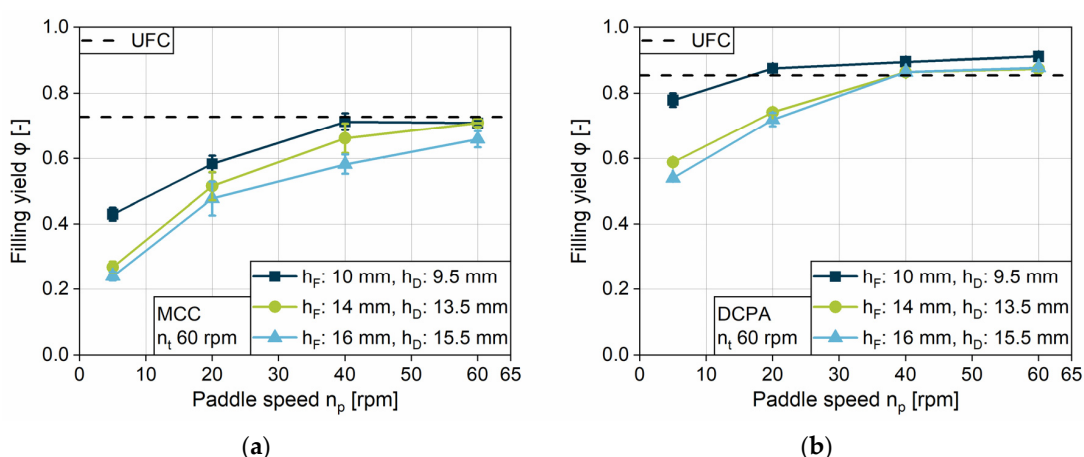 1.0
0.8
0.6
0.4
0.2
0.0
Filling yield φ [-]
UFC
MCC
nₜ 60 rpm
h_F: 10 mm, h_D: 9.5 mm
h_F: 14 mm, h_D: 13.5 mm
h_F: 16 mm, h_D: 15.5 mm
0 10 20 30 40 50 60 65
Paddle speed nₚ [rpm]
(a)
1.0
0.8
0.6
0.4
0.2
0.0
Filling yield φ [-]
UFC
DCPA
nₜ 60 rpm
h_F: 10 mm, h_D: 9.5 mm
h_F: 14 mm, h_D: 13.5 mm
h_F: 16 mm, h_D: 15.5 mm
0 10 20 30 40 50 60 65
Paddle speed nₚ [rpm]
(b)